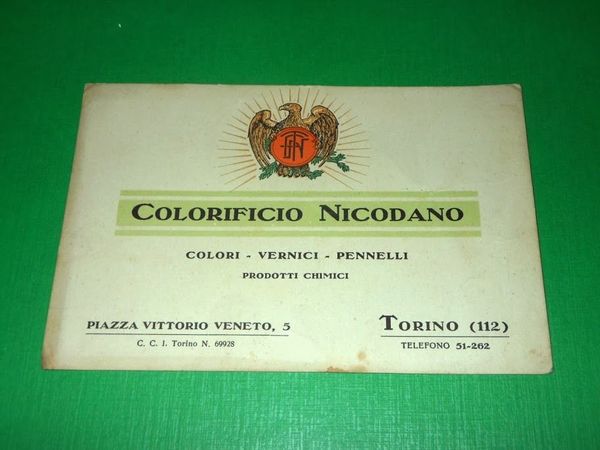 COLORIFICIO NICODANO
COLORI - VERNICI - PENNELLI
PRODOTTI CHIMICI
PIAZZA VITTORIO VENETO, 5
C. C. I. Torino N. 69928
TORINO (112)
TELEFONO 51-262